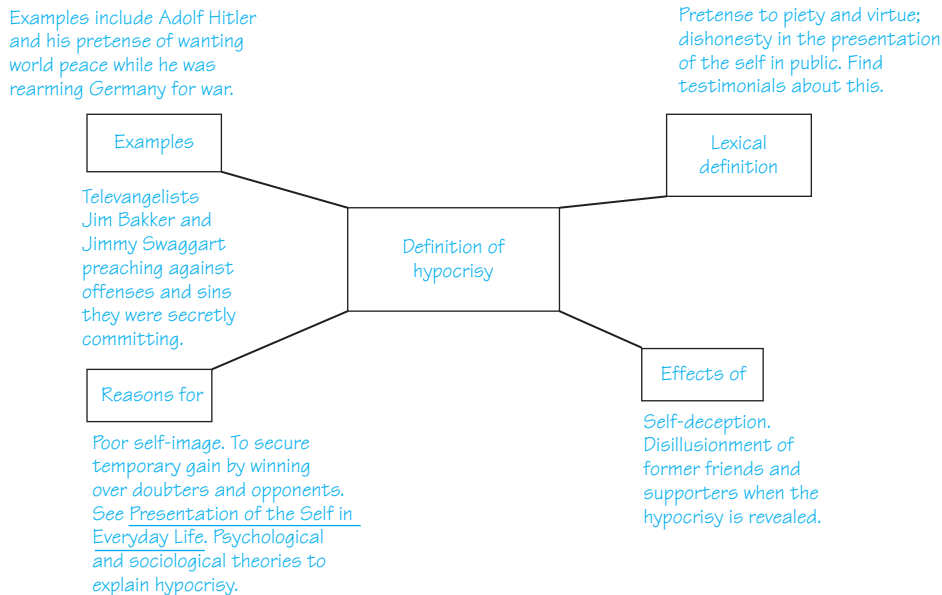 Examples include Adolf Hitler
and his pretense of wanting
world peace while he was
rearming Germany for war.
Examples
Televangelists
Jim Bakker and
Jimmy Swaggart
preaching against
offenses and sins
they were secretly
committing.
Pretense to piety and virtue;
dishonesty in the presentation
of the self in public. Find
testimonials about this.
Lexical
definition
Definition of
hypocrisy
Reasons for
Poor self-image. To secure
temporary gain by winning
over doubters and opponents.
See Presentation of the Self in
Everyday Life. Psychological
and sociological theories to
explain hypocrisy.
Effects of
Self-deception.
Disillusionment of
former friends and
supporters when the
hypocrisy is revealed.